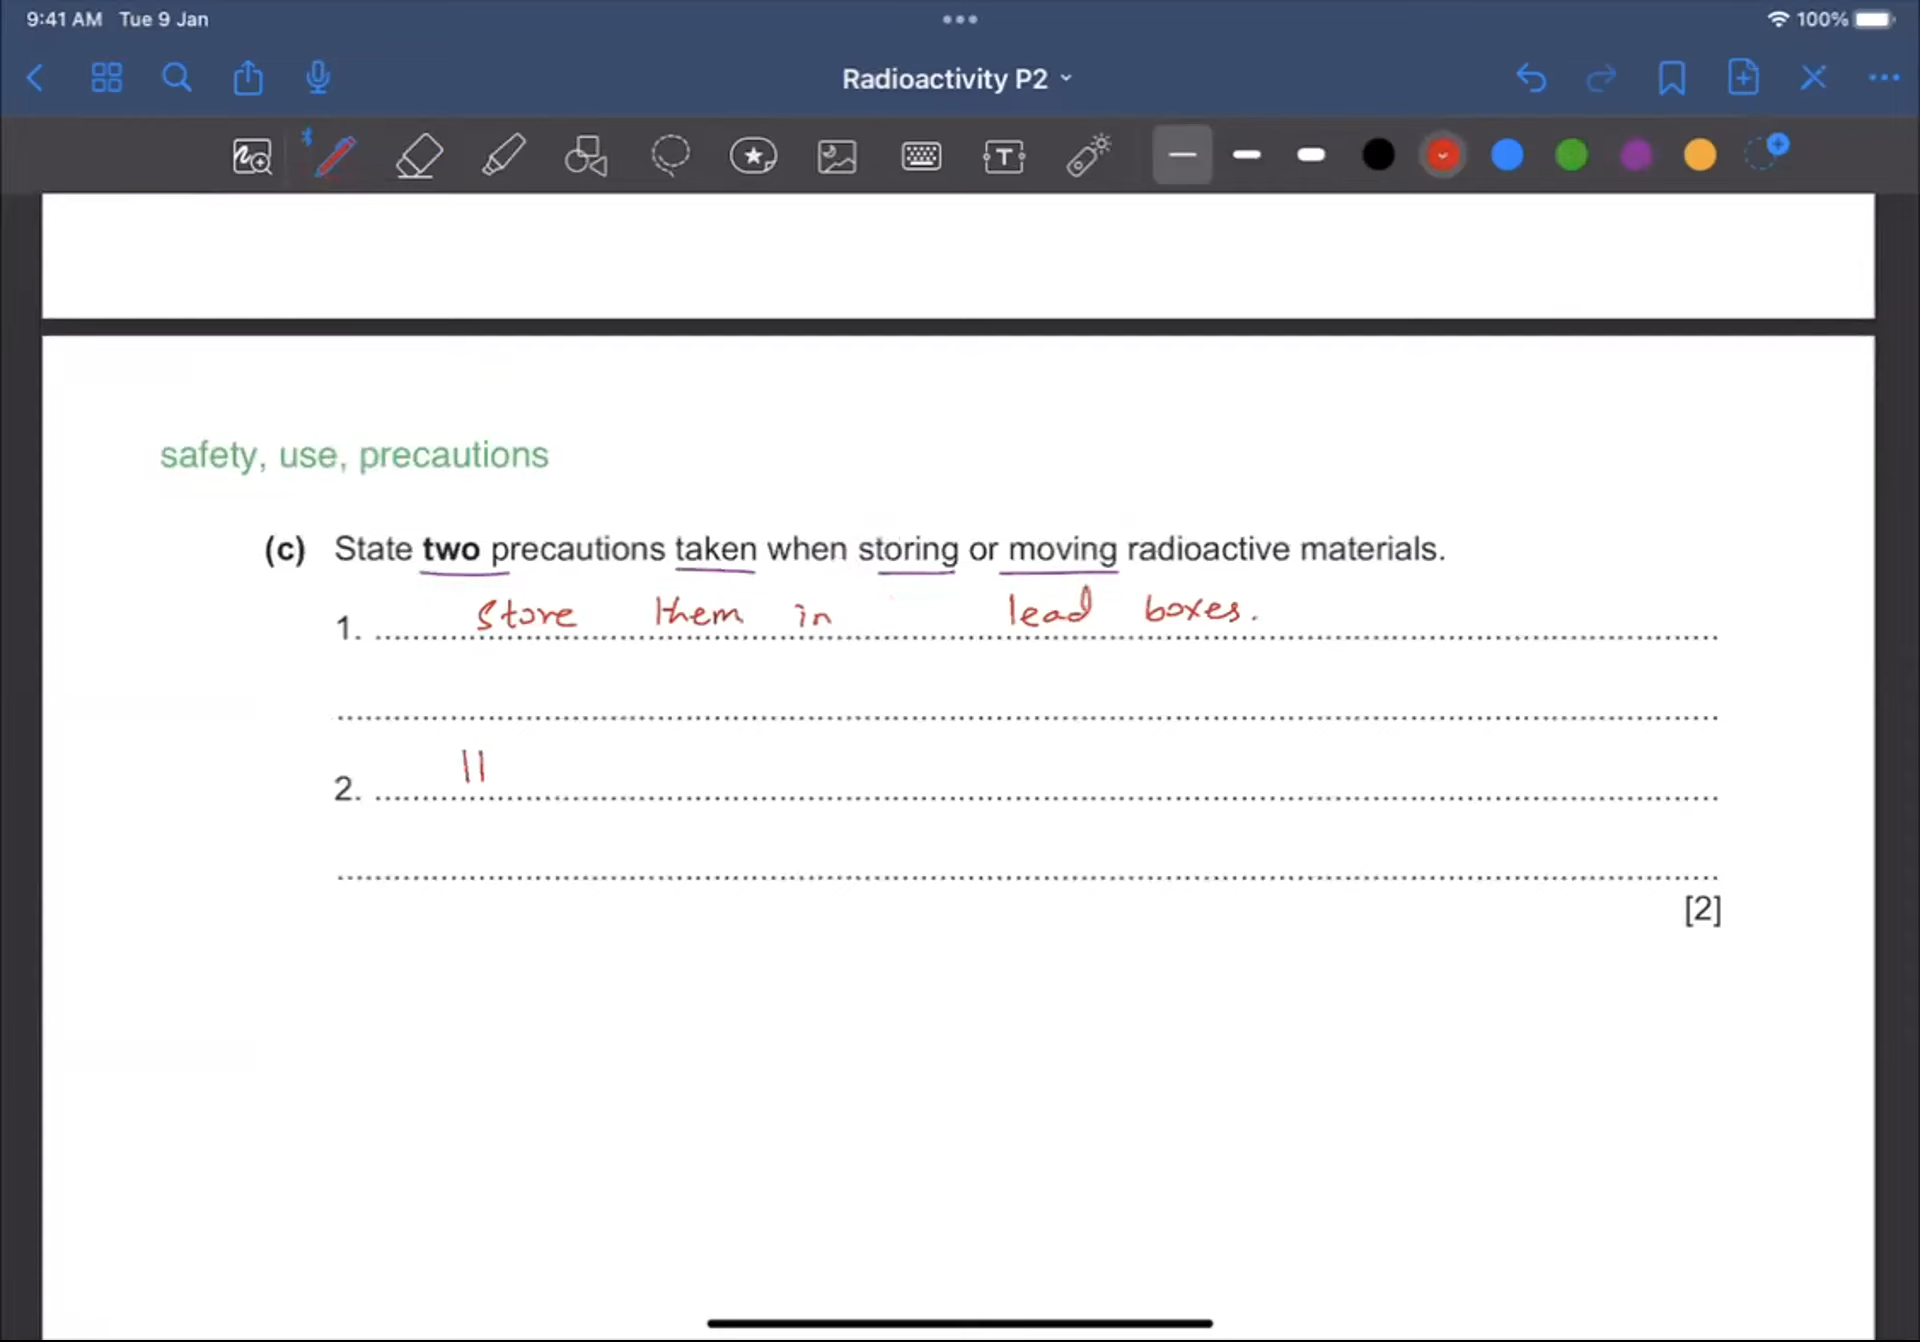 9:41 AM Tue 9 Jan
100%
Radioactivity P2
safety, use, precautions
(c) State two precautions taken when storing or moving radioactive materials.
1. Store them in lead boxes.
2. ||
[2]